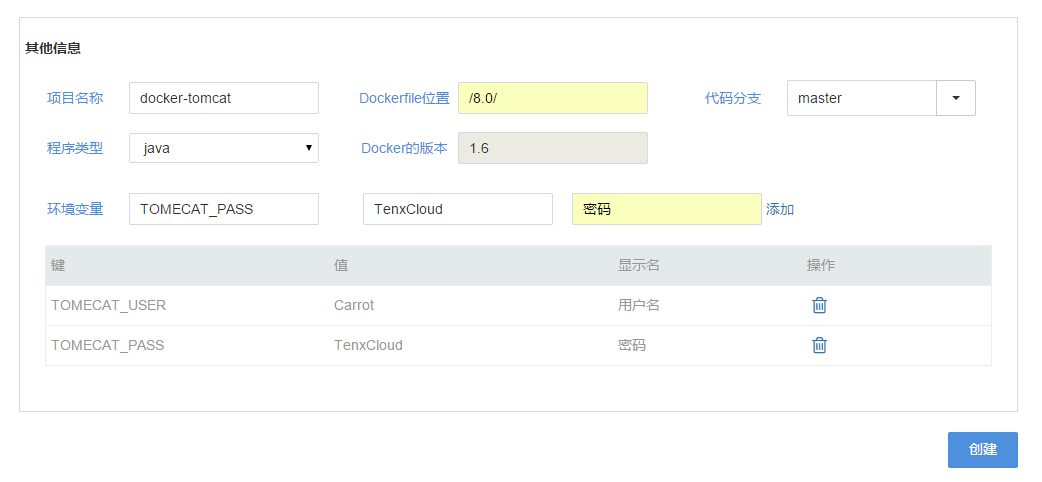 其他信息
项目名称 docker-tomcat Dockerfile位置 /8.0/ 代码分支 master
程序类型 java Docker的版本 1.6
环境变量 TOMECAT_PASS TenxCloud 密码 添加
键 值 显示名 操作
TOMECAT_USER Carrot 用户名
TOMECAT_PASS TenxCloud 密码
创建